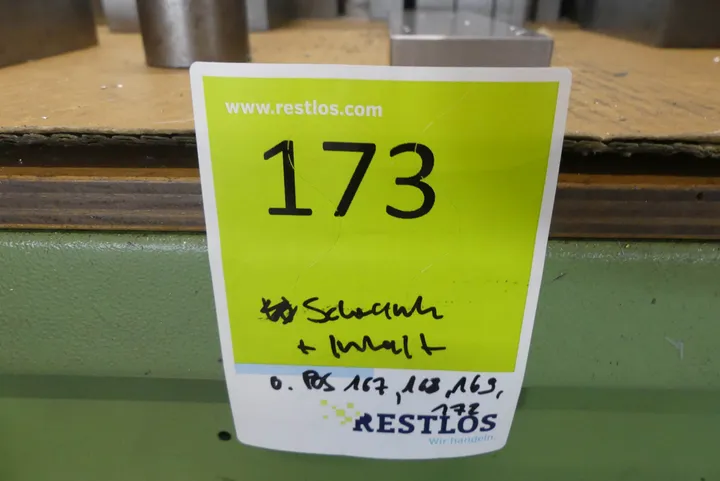 www.restlos.com
173
Schrank
+ Inhalt
o. Pos 167, 168, 169,
172
RESTLOS
Wir handeln.